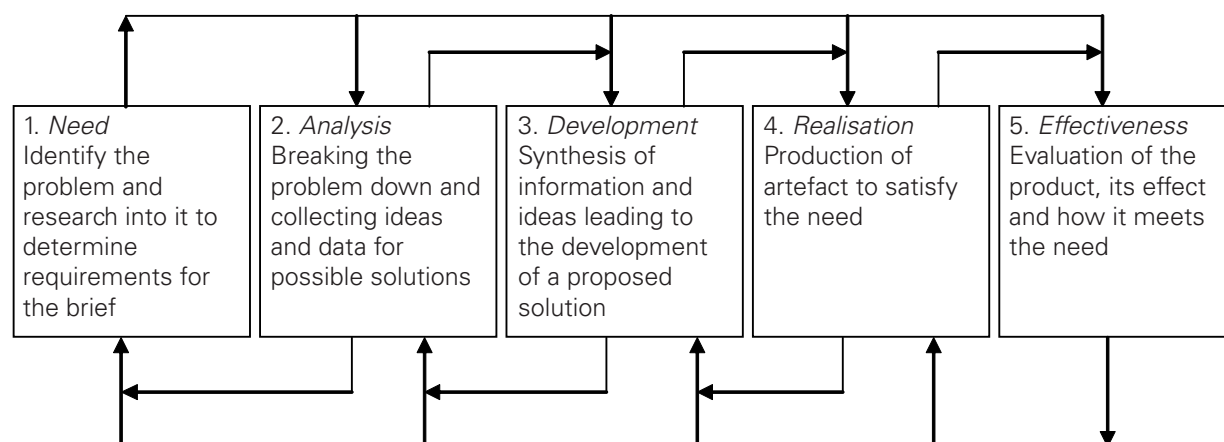 1. Need
Identify the
problem and
research into it to
determine
requirements for
the brief
2. Analysis
Breaking the
problem down and
collecting ideas
and data for
possible solutions
3. Development
Synthesis of
information and
ideas leading to
the development
of a proposed
solution
4. Realisation
Production of
artefact to satisfy
the need
5. Effectiveness
Evaluation of the
product, its effect
and how it meets
the need